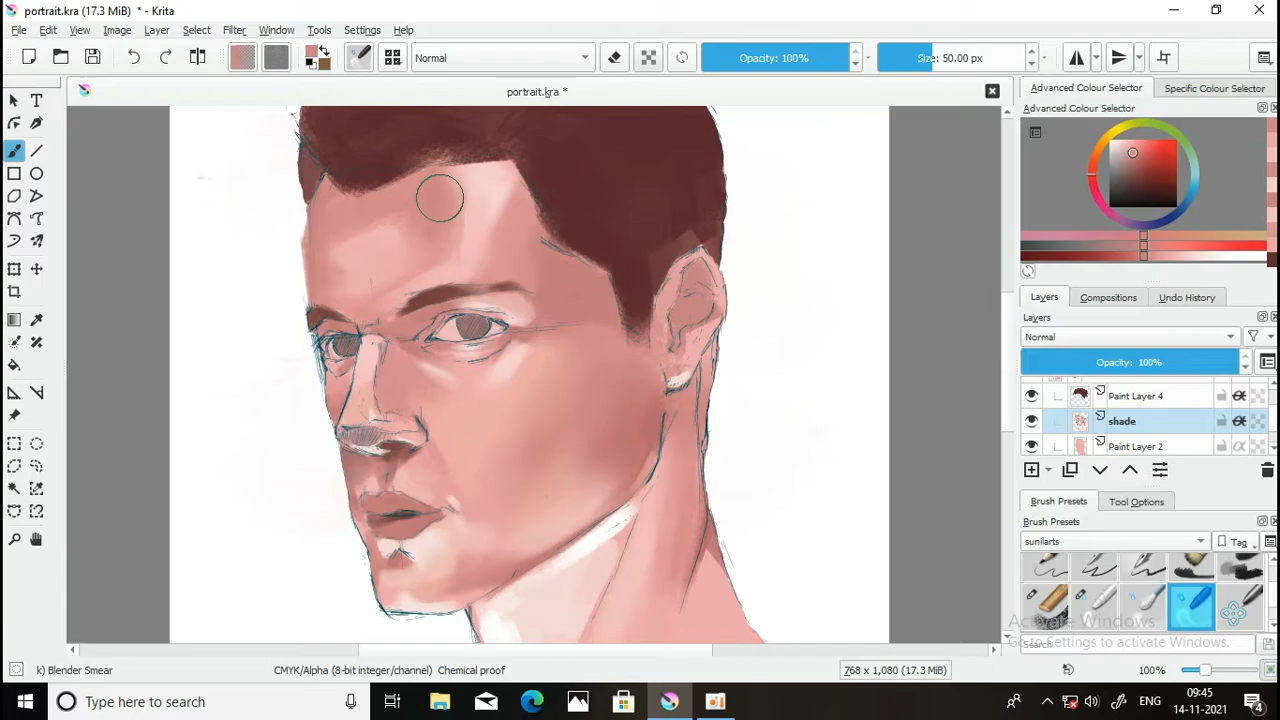 portrait.kra (17.3 MiB) * - Krita
File Edit View Image Layer Select Filter Window Tools Settings Help
Normal
Opacity: 100%
Size: 50.00 px
portrait.kra *
Advanced Colour Selector
Specific Colour Selector
Advanced Colour Selector
Layers
Compositions
Undo History
Layers
Normal
Opacity: 100%
Paint Layer 4
shade
Paint Layer 2
Brush Presets
Tool Options
Brush Presets
sunilarts
Tag
Activate Windows
Go to Settings to activate Windows.
Search
k) Blender Smear
CMYK/Alpha (8-bit integer/channel) Chemical proof
768 x 1,080 (17.3 MiB)
100%
Type here to search
ENG
09:45
14-11-2021
4